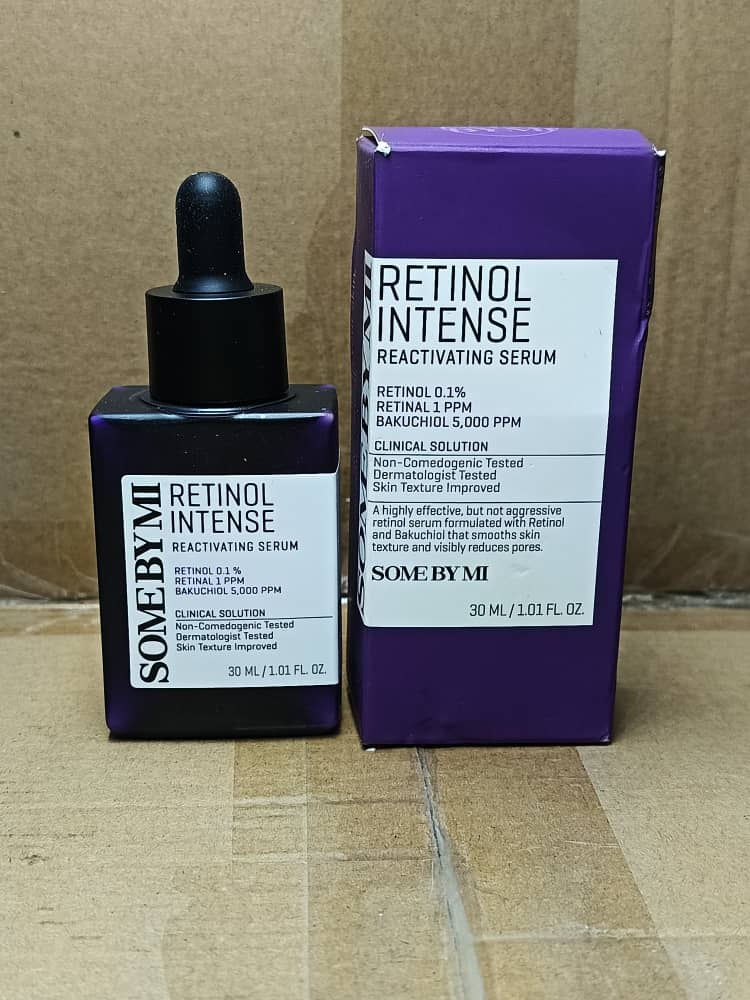 SOME BY MI
RETINOL
INTENSE
REACTIVATING SERUM
RETINOL 0.1 %
RETINAL 1 PPM
BAKUCHIOL 5,000 PPM
CLINICAL SOLUTION
Non-Comedogenic Tested
Dermatologist Tested
Skin Texture Improved
30 ML / 1.01 FL. OZ.
SOME BY MI
RETINOL
INTENSE
REACTIVATING SERUM
RETINOL 0.1%
RETINAL 1 PPM
BAKUCHIOL 5,000 PPM
CLINICAL SOLUTION
Non-Comedogenic Tested
Dermatologist Tested
Skin Texture Improved
A highly effective, but not aggressive
retinol serum formulated with Retinol
and Bakuchiol that smooths skin
texture and visibly reduces pores.
SOME BY MI
30 ML / 1.01 FL. OZ.